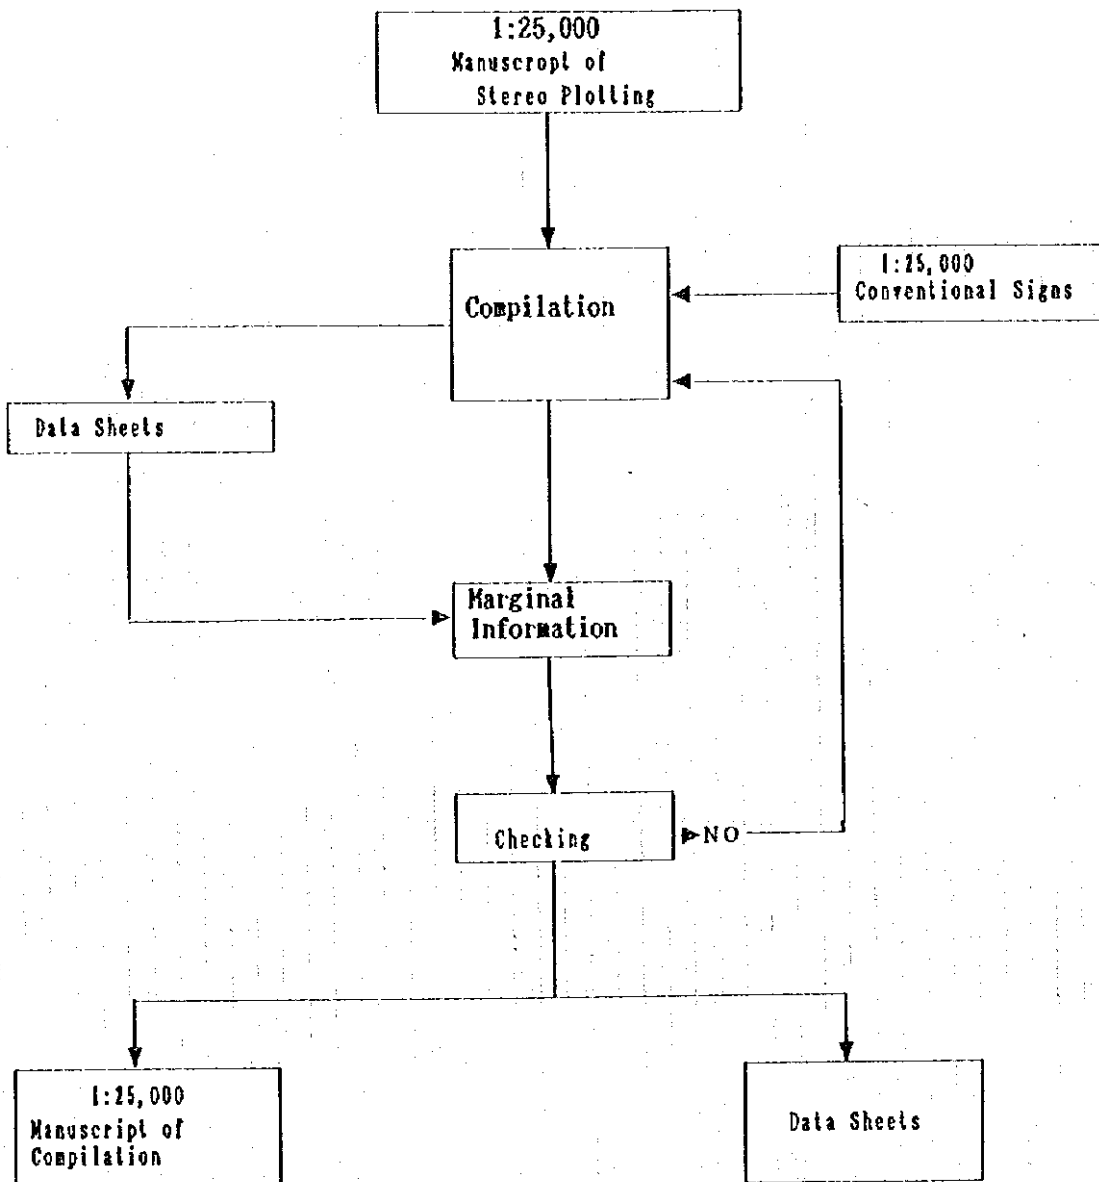 1:25,000
Manuscropt of
Stereo Plotting
1:25,000
Conventional Signs
Compilation
Data Sheets
Marginal
Information
Checking
NO
1:25,000
Manuscript of
Compilation
Data Sheets